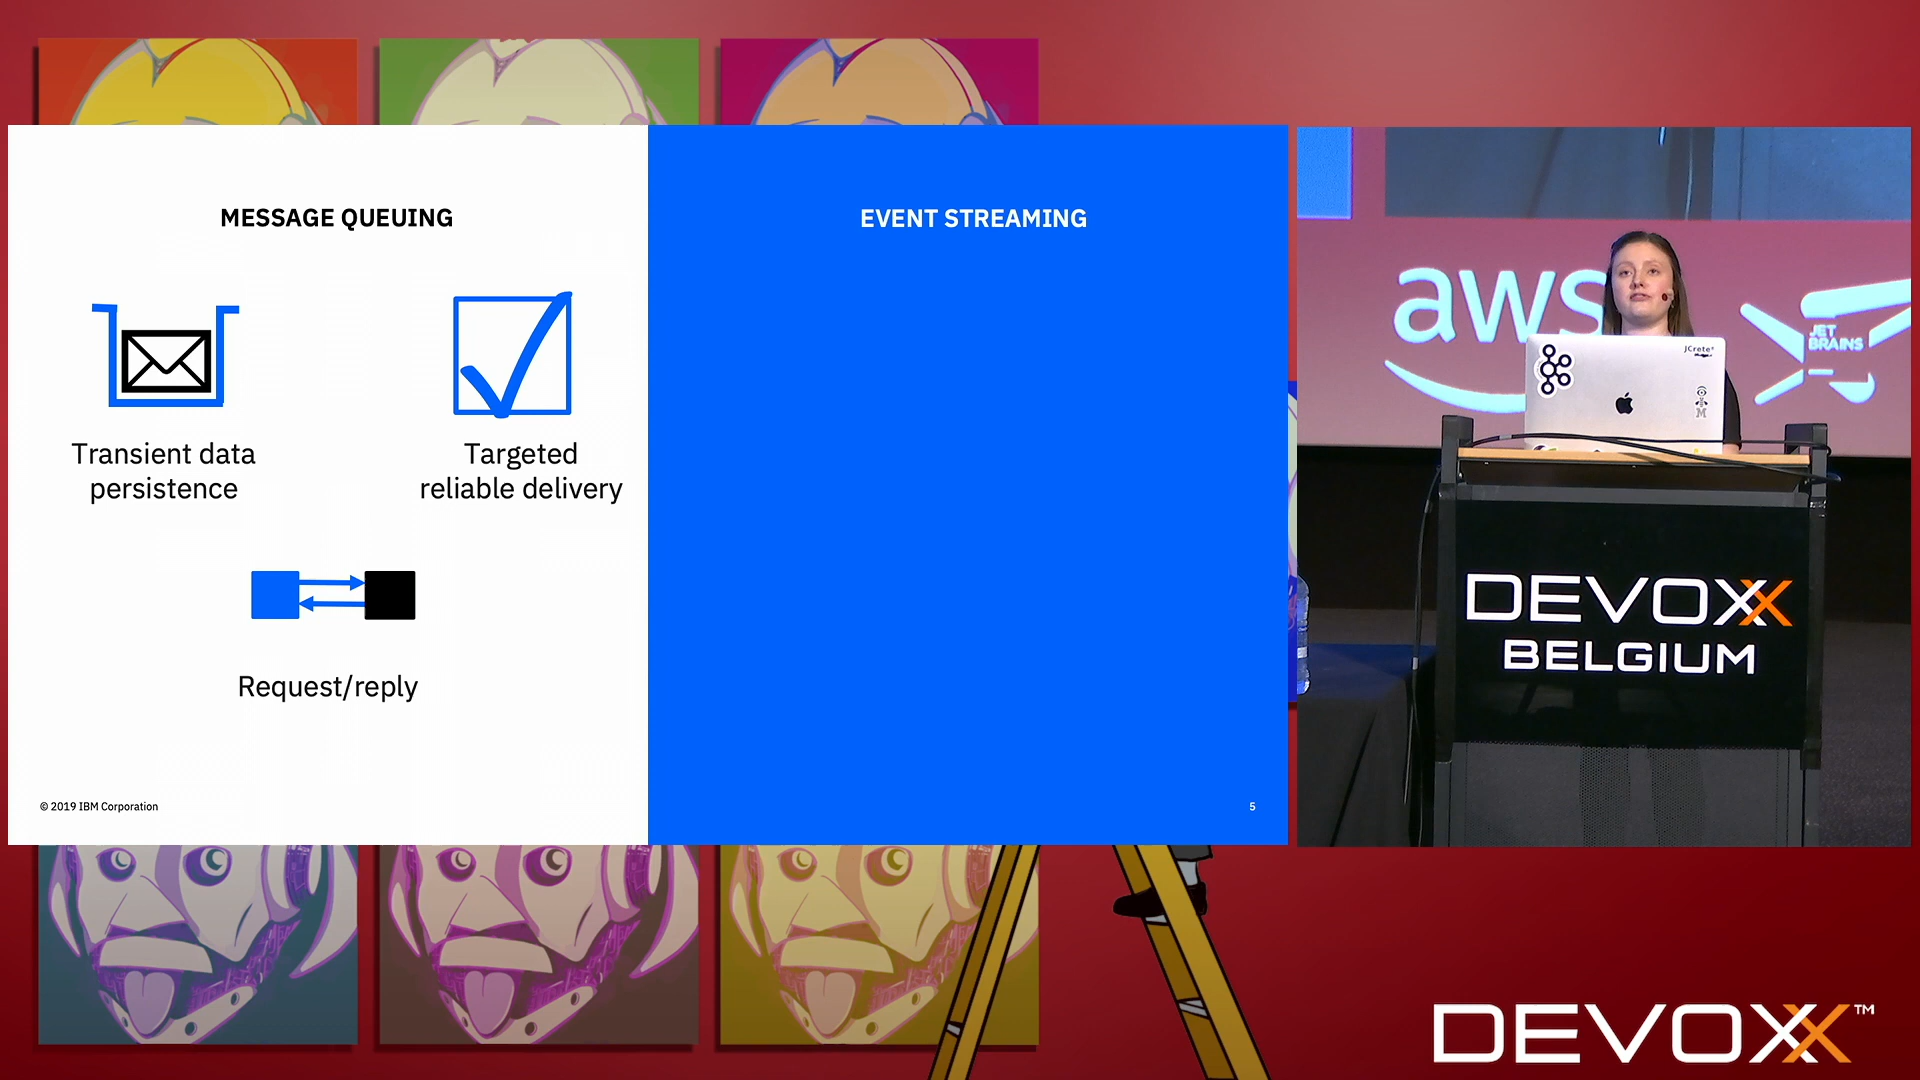 MESSAGE QUEUING
Transient data
persistence
Targeted
reliable delivery
Request/reply
© 2019 IBM Corporation
EVENT STREAMING
5
aws
JET
BRAINS
JCrete
DEVOXX
BELGIUM
DEVOXX™